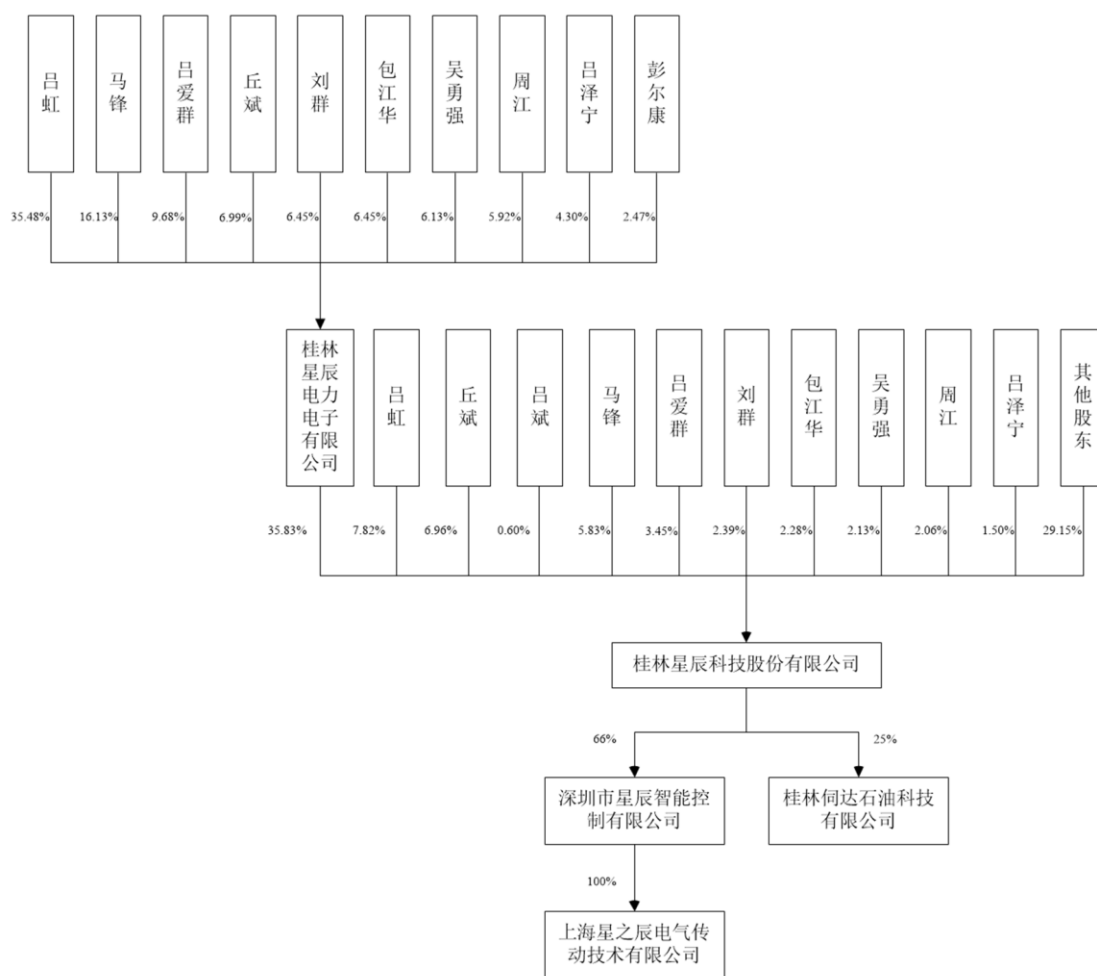 吕虹
马锋
吕爱群
丘斌
刘群
包江华
吴勇强
周江
吕泽宁
彭尔康
35.48%
16.13%
9.68%
6.99%
6.45%
6.45%
6.13%
5.92%
4.30%
2.47%
桂林
星辰
电力
电子
有限
公司
吕虹
丘斌
吕斌
马锋
吕爱群
刘群
包江华
吴勇强
周江
吕泽宁
其他股东
35.83%
7.82%
6.96%
0.60%
5.83%
3.45%
2.39%
2.28%
2.13%
2.06%
1.50%
29.15%
桂林星辰科技股份有限公司
66%
25%
深圳市星辰智能控
制有限公司
桂林伺达石油科技
有限公司
100%
上海星之辰电气传
动技术有限公司